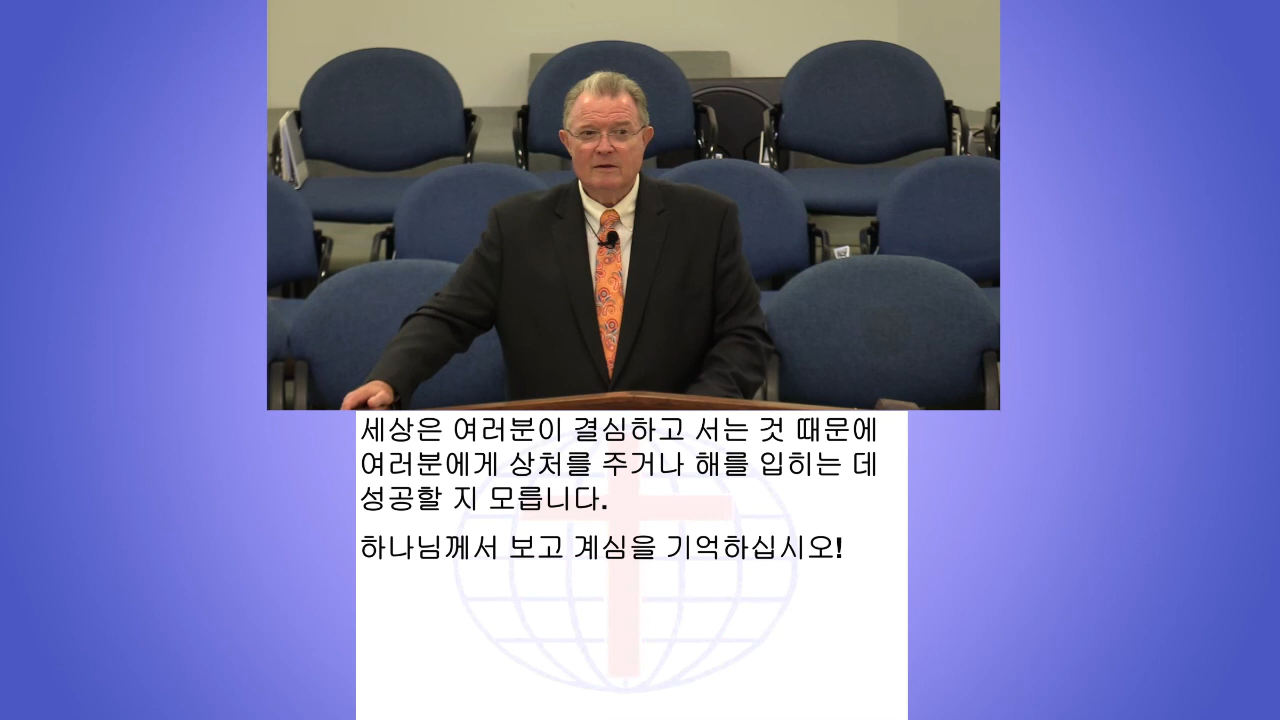 세상은 여러분이 결심하고 서는 것 때문에
여러분에게 상처를 주거나 해를 입히는 데
성공할 지 모릅니다.
하나님께서 보고 계심을 기억하십시오!